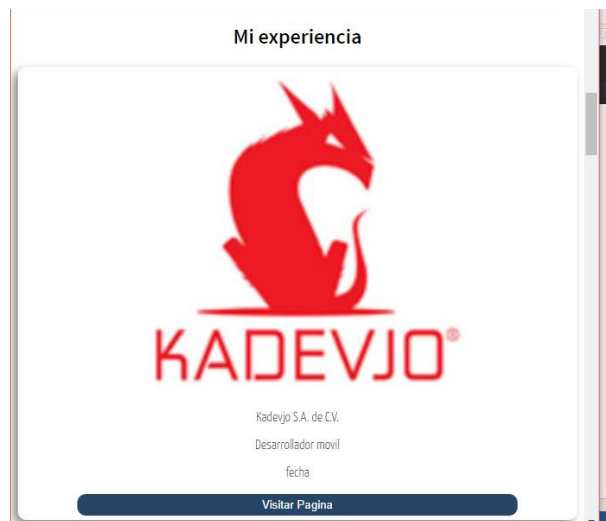 Mi experiencia
KADEVJO®
Kadevjo S.A. de C.V.
Desarrollador movil
fecha
Visitar Pagina